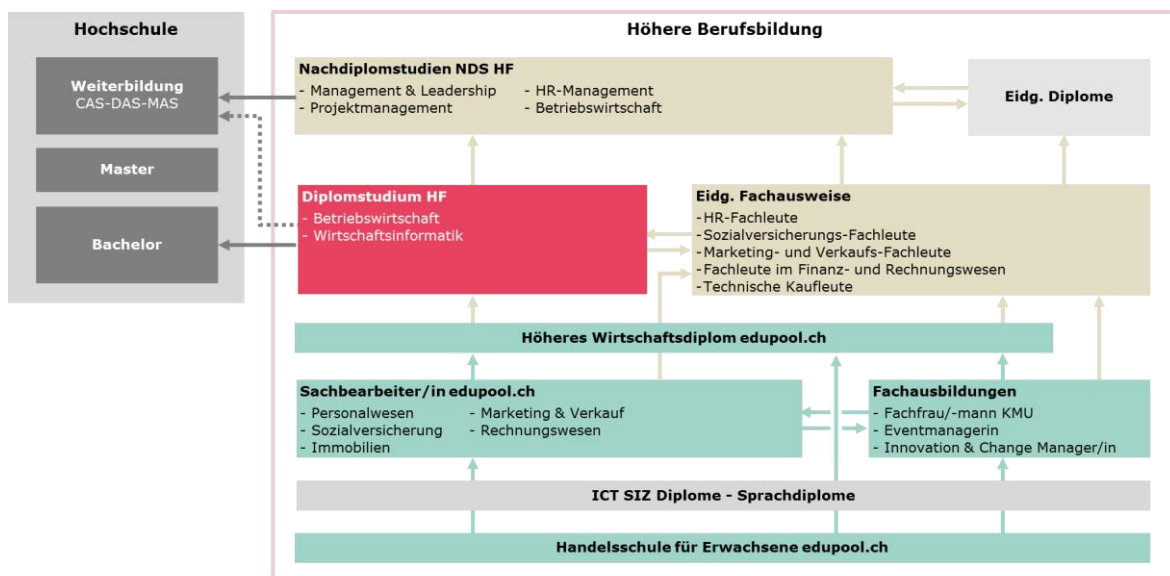 Hochschule
Weiterbildung
CAS-DAS-MAS
Master
Bachelor
Höhere Berufsbildung
Nachdiplomstudien NDS HF
- Management & Leadership
- HR-Management
- Projektmanagement
- Betriebswirtschaft
Eidg. Diplome
Diplomstudium HF
- Betriebswirtschaft
- Wirtschaftsinformatik
Eidg. Fachausweise
-HR-Fachleute
-Sozialversicherungs-Fachleute
-Marketing- und Verkaufs-Fachleute
-Fachleute im Finanz- und Rechnungswesen
-Technische Kaufleute
Höheres Wirtschaftsdiplom edupool.ch
Sachbearbeiter/in edupool.ch
- Personalwesen
- Marketing & Verkauf
- Sozialversicherung
- Rechnungswesen
- Immobilien
Fachausbildungen
- Fachfrau/-mann KMU
- Eventmanagerin
- Innovation & Change Manager/in
ICT SIZ Diplome - Sprachdiplome
Handelsschule für Erwachsene edupool.ch